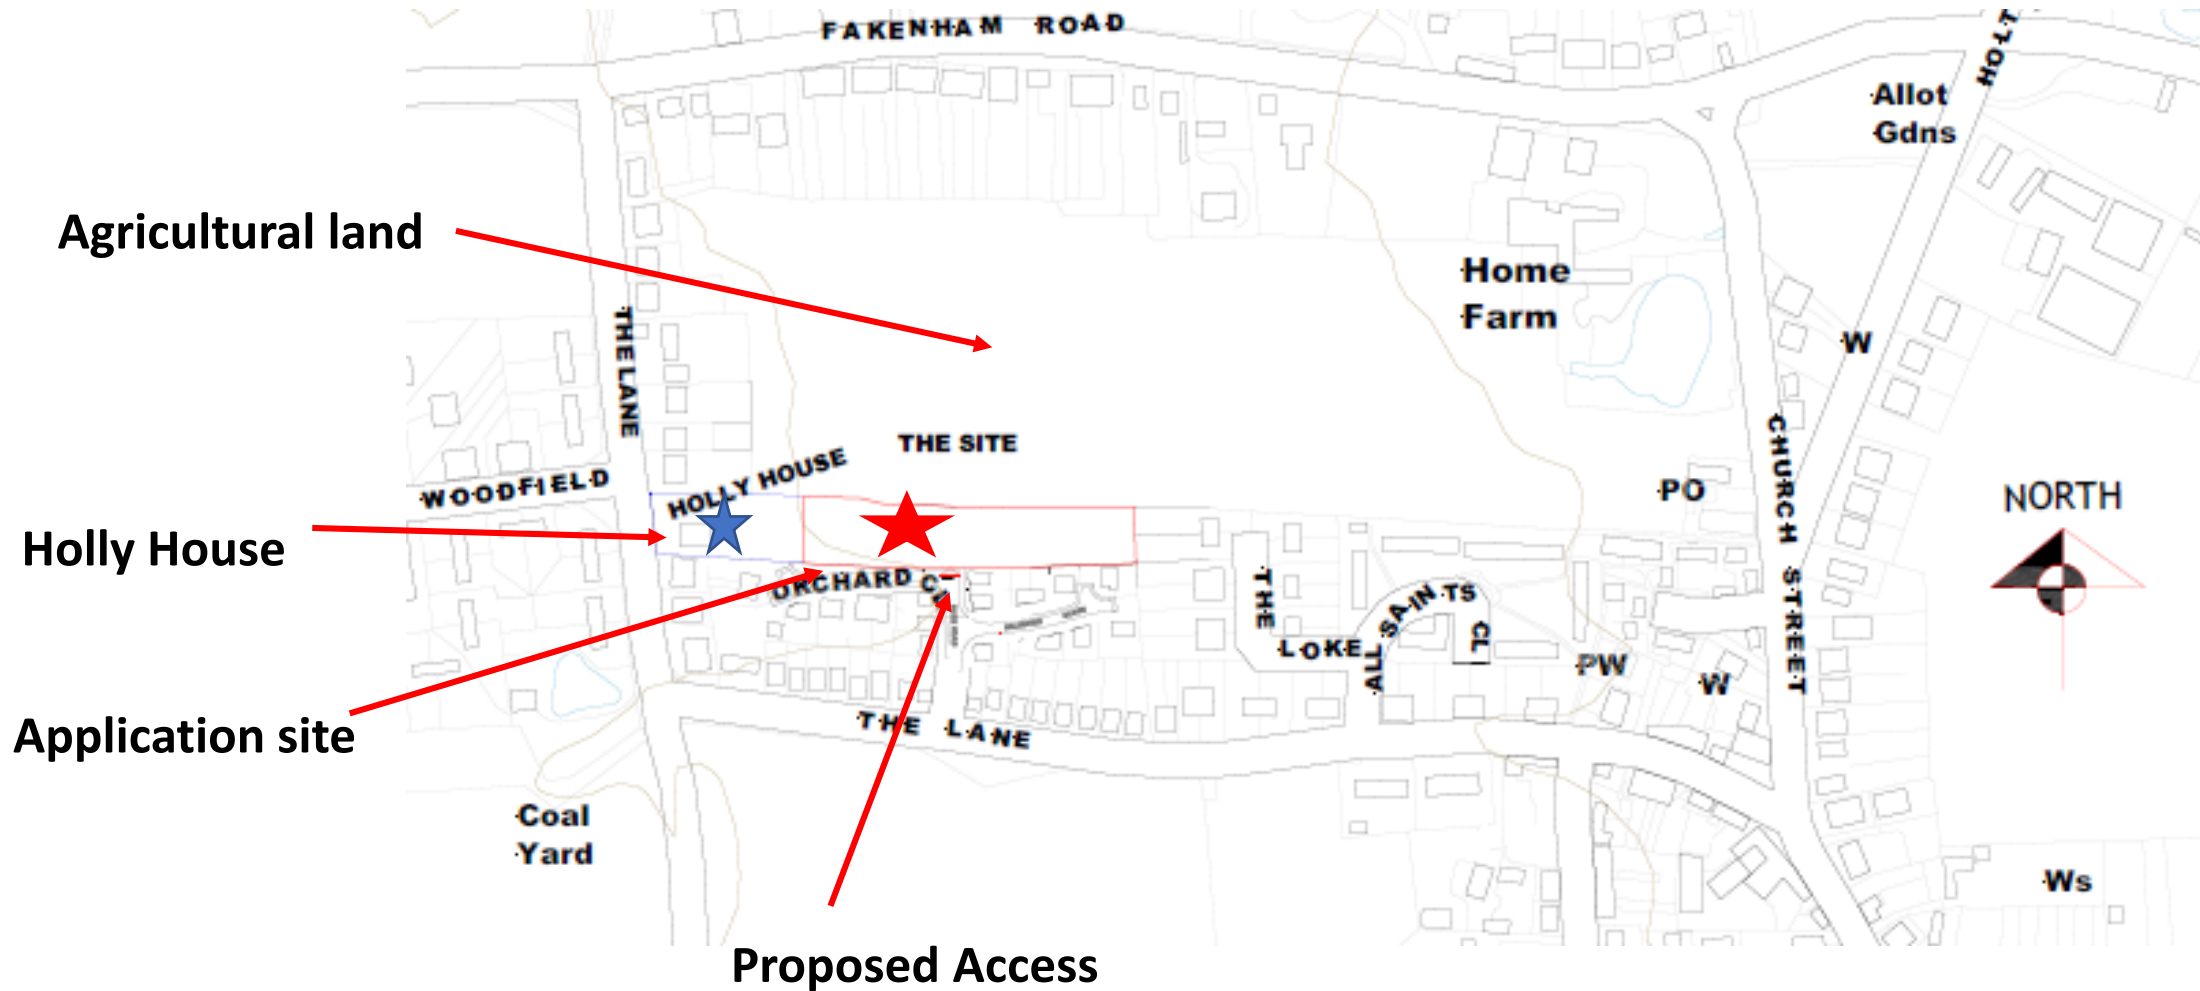 FAKENHAM ROAD
HOLT
Allot
Gdns
Agricultural land
Home
Farm
THE LANE
W
THE SITE
HOLLY HOUSE
WOODFIELD
PO
CHURCH STREET
NORTH
Holly House
ORCHARD CL
THE
LOKE
ALL SAINTS CL
PW
W
Application site
THE LANE
Coal
Yard
Ws
Proposed Access